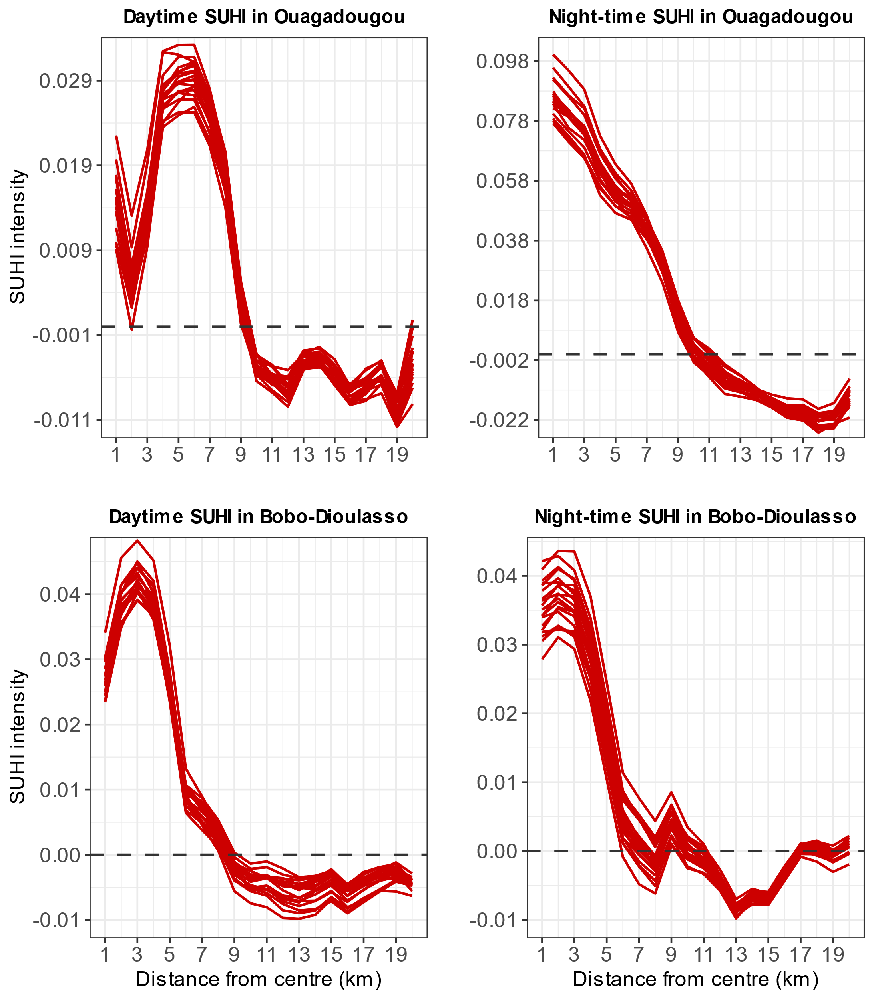 Daytime SUHI in Ouagadougou
SUHI intensity
0.029
0.019
0.009
-0.001
-0.011
1 3 5 7 9 11 13 15 17 19
Night-time SUHI in Ouagadougou
0.098
0.078
0.058
0.038
0.018
-0.002
-0.022
1 3 5 7 9 11 13 15 17 19
Daytime SUHI in Bobo-Dioulasso
SUHI intensity
0.04
0.03
0.02
0.01
0.00
-0.01
1 3 5 7 9 11 13 15 17 19
Distance from centre (km)
Night-time SUHI in Bobo-Dioulasso
0.04
0.03
0.02
0.01
0.00
-0.01
1 3 5 7 9 11 13 15 17 19
Distance from centre (km)